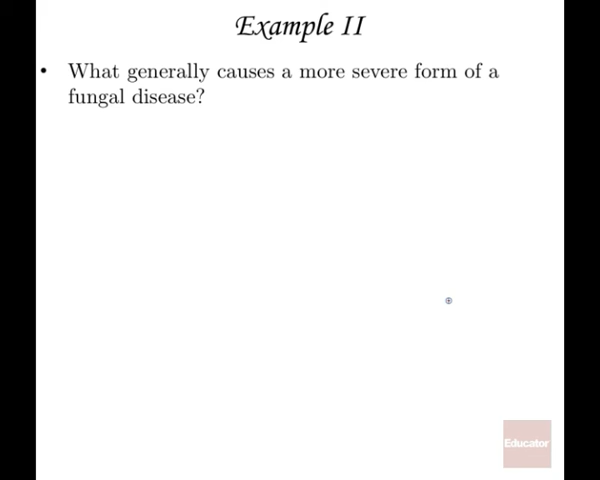 Example II
• What generally causes a more severe form of a
fungal disease?
Educator